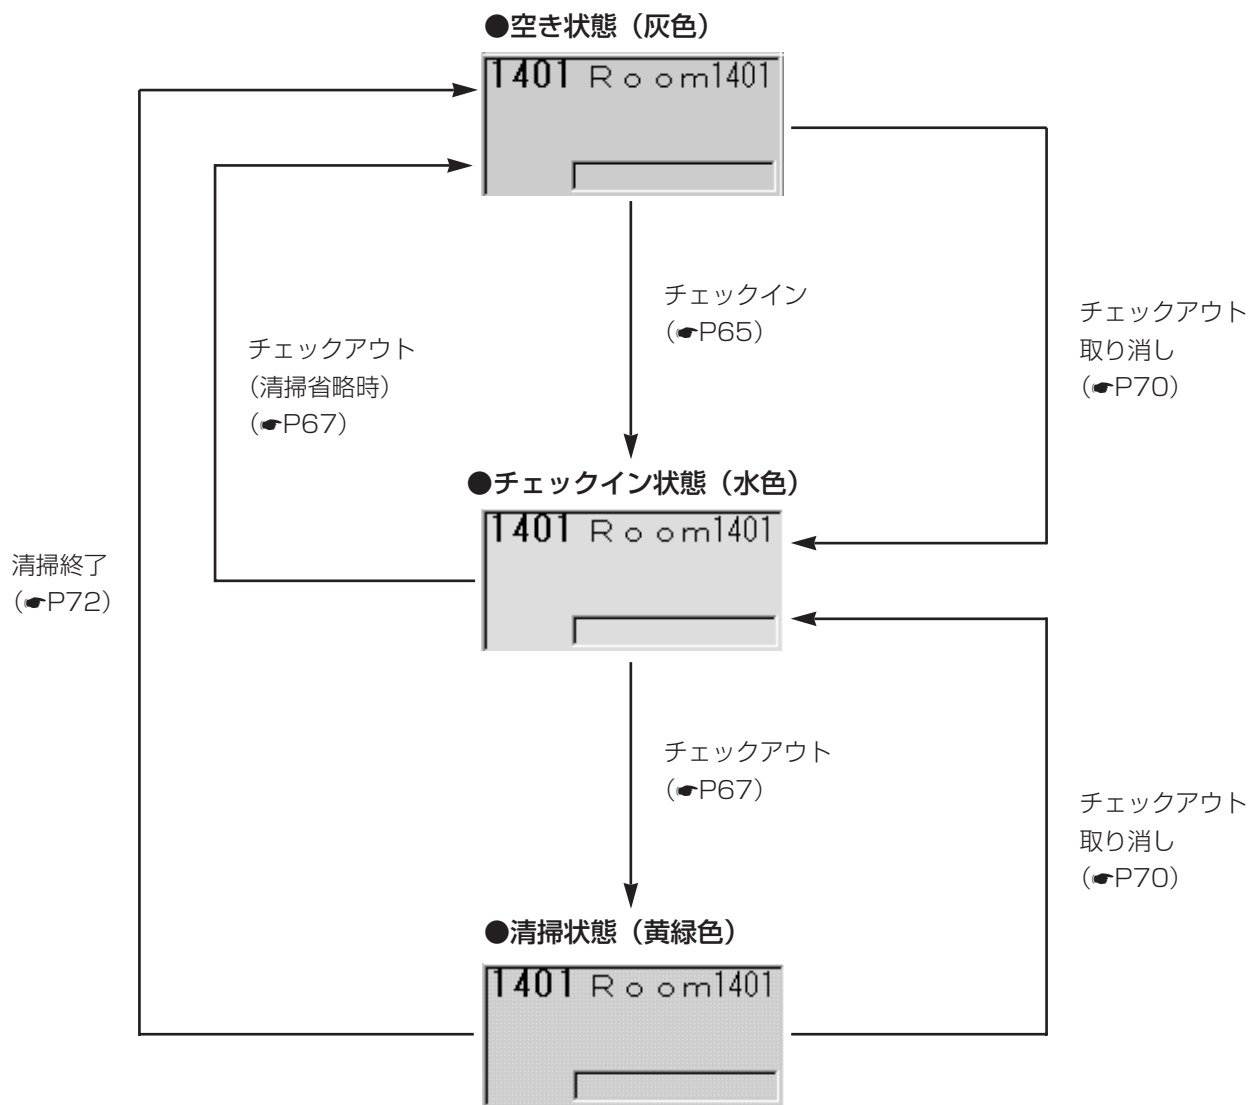 ●空き状態（灰色）
1401 Ｒｏｏｍ1401
チェックイン
（☛P65）
チェックアウト
取り消し
（☛P70）
チェックアウト
（清掃省略時）
（☛P67）
●チェックイン状態（水色）
1401 Ｒｏｏｍ1401
清掃終了
（☛P72）
チェックアウト
（☛P67）
チェックアウト
取り消し
（☛P70）
●清掃状態（黄緑色）
1401 Ｒｏｏｍ1401